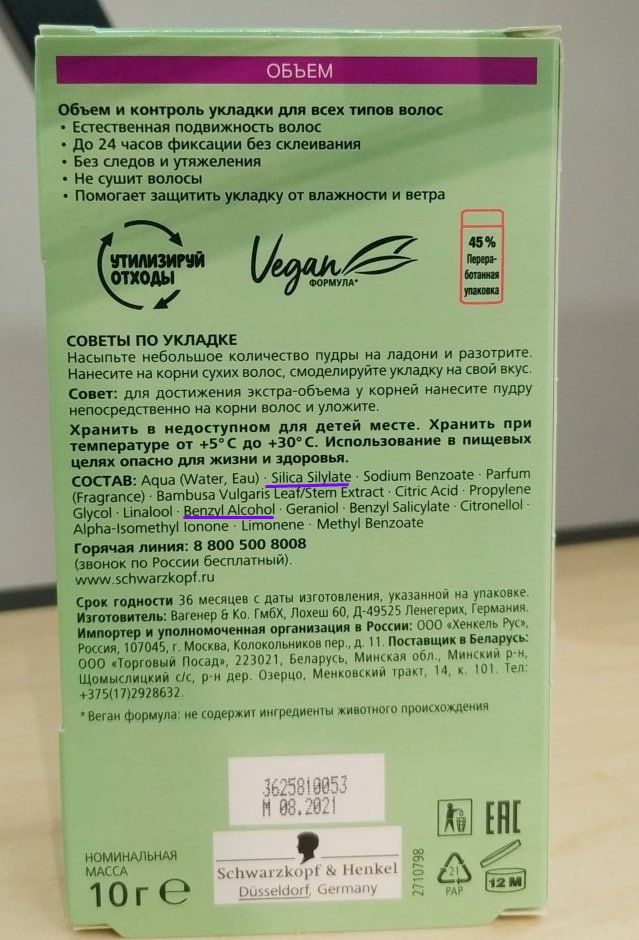 ОБЪЕМ
Объем и контроль укладки для всех типов волос
• Естественная подвижность волос
• До 24 часов фиксации без склеивания
• Без следов и утяжеления
• Не сушит волосы
• Помогает защитить укладку от влажности и ветра
УТИЛИЗИРУЙ
ОТХОДЫ
Vegan
ФОРМУЛА*
45 %
Перера-
ботанная
упаковка
СОВЕТЫ ПО УКЛАДКЕ
Насыпьте небольшое количество пудры на ладони и разотрите.
Нанесите на корни сухих волос, смоделируйте укладку на свой вкус.
Совет: для достижения экстра-объема у корней нанесите пудру
непосредственно на корни волос и уложите.
Хранить в недоступном для детей месте. Хранить при
температуре от +5°C до +30°C. Использование в пищевых
целях опасно для жизни и здоровья.
СОСТАВ: Aqua (Water, Eau) · Silica Silylate · Sodium Benzoate · Parfum
(Fragrance) · Bambusa Vulgaris Leaf/Stem Extract · Citric Acid · Propylene
Glycol · Linalool · Benzyl Alcohol · Geraniol · Benzyl Salicylate · Citronellol ·
Alpha-Isomethyl Ionone · Limonene · Methyl Benzoate
Горячая линия: 8 800 500 8008
(звонок по России бесплатный).
www.schwarzkopf.ru
Срок годности 36 месяцев с даты изготовления, указанной на упаковке.
Изготовитель: Вагенер & Ко. ГмбХ, Лохеш 60, Д-49525 Ленегерих, Германия.
Импортер и уполномоченная организация в России: ООО «Хенкель Рус»,
Россия, 107045, г. Москва, Колокольников пер., д. 11. Поставщик в Беларусь:
ООО «Торговый Посад», 223021, Беларусь, Минская обл., Минский р-н,
Щомыслицкий с/с, р-н дер. Озерцо, Менковский тракт, 14, к. 101. Тел:
+375(17)2928632.
*Веган формула: не содержит ингредиенты животного происхождения
3625810053
M 08.2021
Schwarzkopf & Henkel
Düsseldorf, Germany
НОМИНАЛЬНАЯ
МАССА
10 г ℮
2710798
21
PAP
EAC
12 M